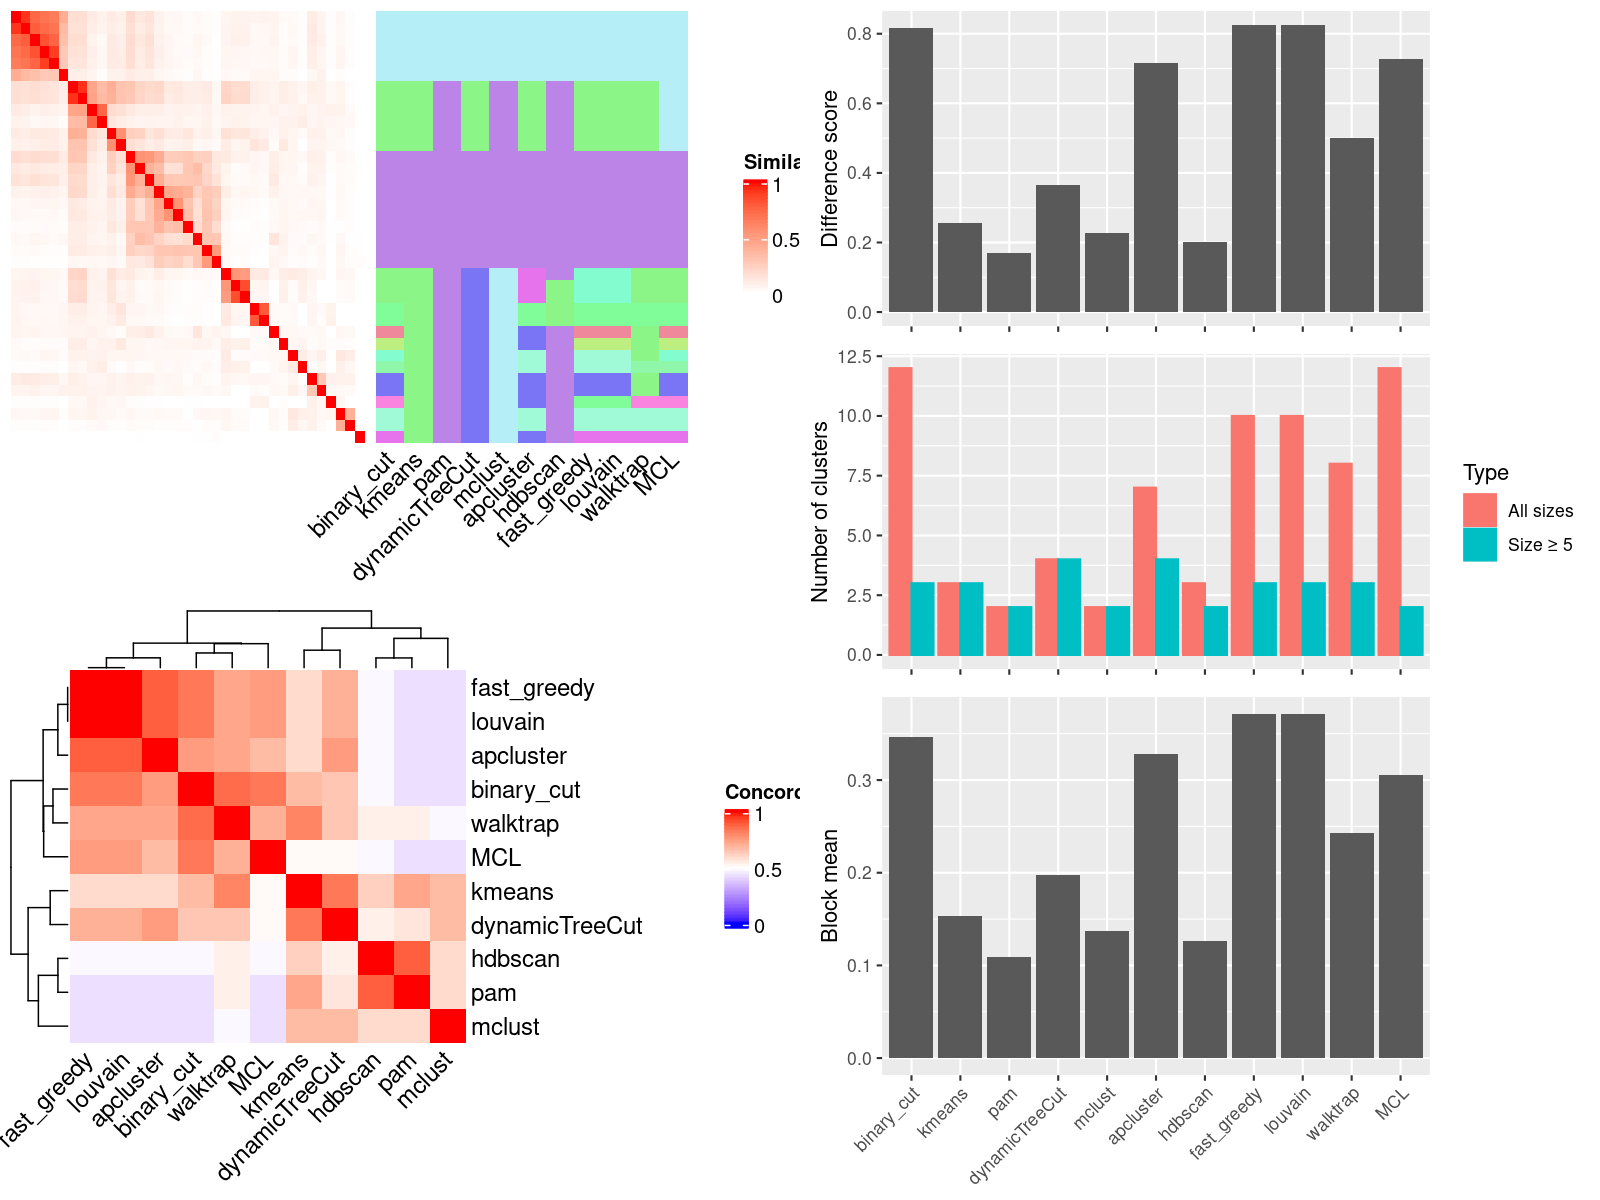 Simila
1
0.5
0
binary_cut
kmeans
pam
dynamicTreeCut
mclust
apcluster
hdbscan
fast_greedy
louvain
walktrap
MCL
fast_greedy
louvain
apcluster
binary_cut
walktrap
MCL
kmeans
dynamicTreeCut
hdbscan
pam
mclust
Concord
1
0.5
0
fast_greedy
louvain
apcluster
binary_cut
walktrap
MCL
kmeans
dynamicTreeCut
hdbscan
pam
mclust
Difference score
0.8
0.6
0.4
0.2
0.0
Number of clusters
12.5
10.0
7.5
5.0
2.5
0.0
Type
All sizes
Size ≥ 5
Block mean
0.3
0.2
0.1
0.0
binary_cut
kmeans
pam
dynamicTreeCut
mclust
apcluster
hdbscan
fast_greedy
louvain
walktrap
MCL